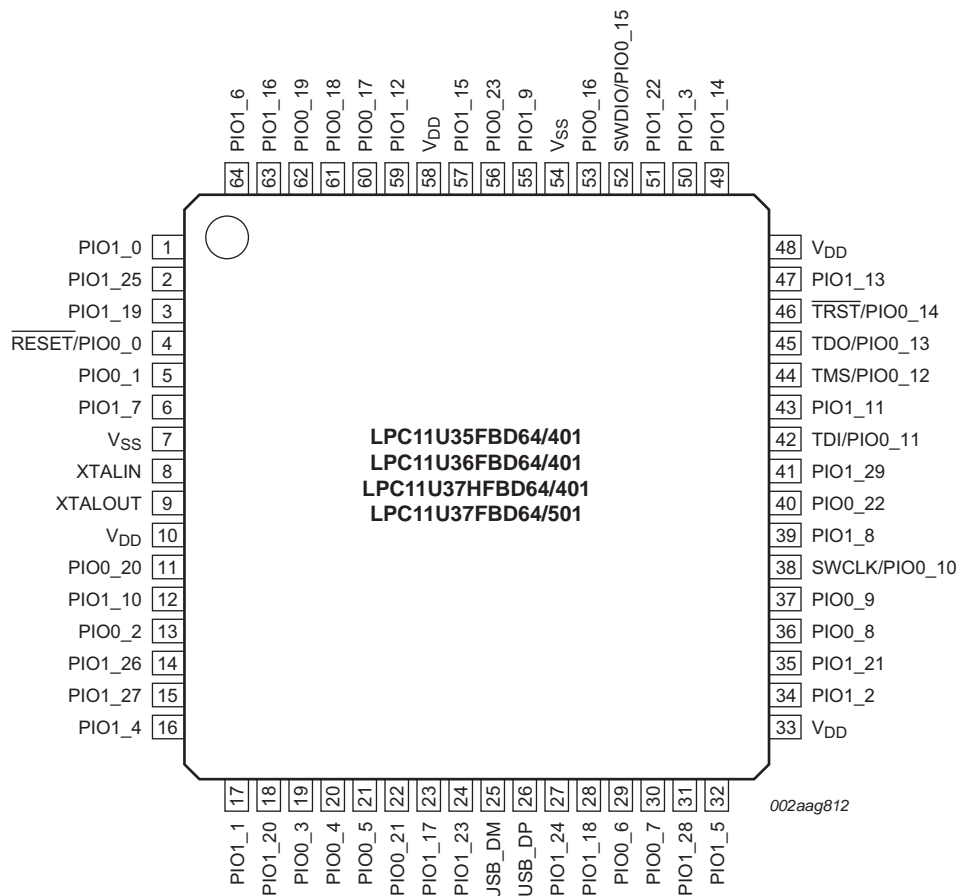 PIO1_6
PIO1_16
PIO0_19
PIO0_18
PIO0_17
PIO1_12
VDD
PIO1_15
PIO0_23
PIO1_9
VSS
PIO0_16
SWDIO/PIO0_15
PIO1_22
PIO1_3
PIO1_14
64
63
62
61
60
59
58
57
56
55
54
53
52
51
50
49
PIO1_0 1
PIO1_25 2
PIO1_19 3
RESET/PIO0_0 4
PIO0_1 5
PIO1_7 6
VSS 7
XTALIN 8
XTALOUT 9
VDD 10
PIO0_20 11
PIO1_10 12
PIO0_2 13
PIO1_26 14
PIO1_27 15
PIO1_4 16
LPC11U35FBD64/401
LPC11U36FBD64/401
LPC11U37HFBD64/401
LPC11U37FBD64/501
48 VDD
47 PIO1_13
46 TRST/PIO0_14
45 TDO/PIO0_13
44 TMS/PIO0_12
43 PIO1_11
42 TDI/PIO0_11
41 PIO1_29
40 PIO0_22
39 PIO1_8
38 SWCLK/PIO0_10
37 PIO0_9
36 PIO0_8
35 PIO1_21
34 PIO1_2
33 VDD
17
18
19
20
21
22
23
24
25
26
27
28
29
30
31
32
PIO1_1
PIO1_20
PIO0_3
PIO0_4
PIO0_5
PIO0_21
PIO1_17
PIO1_23
USB_DM
USB_DP
PIO1_24
PIO1_18
PIO0_6
PIO0_7
PIO1_28
PIO1_5
002aag812